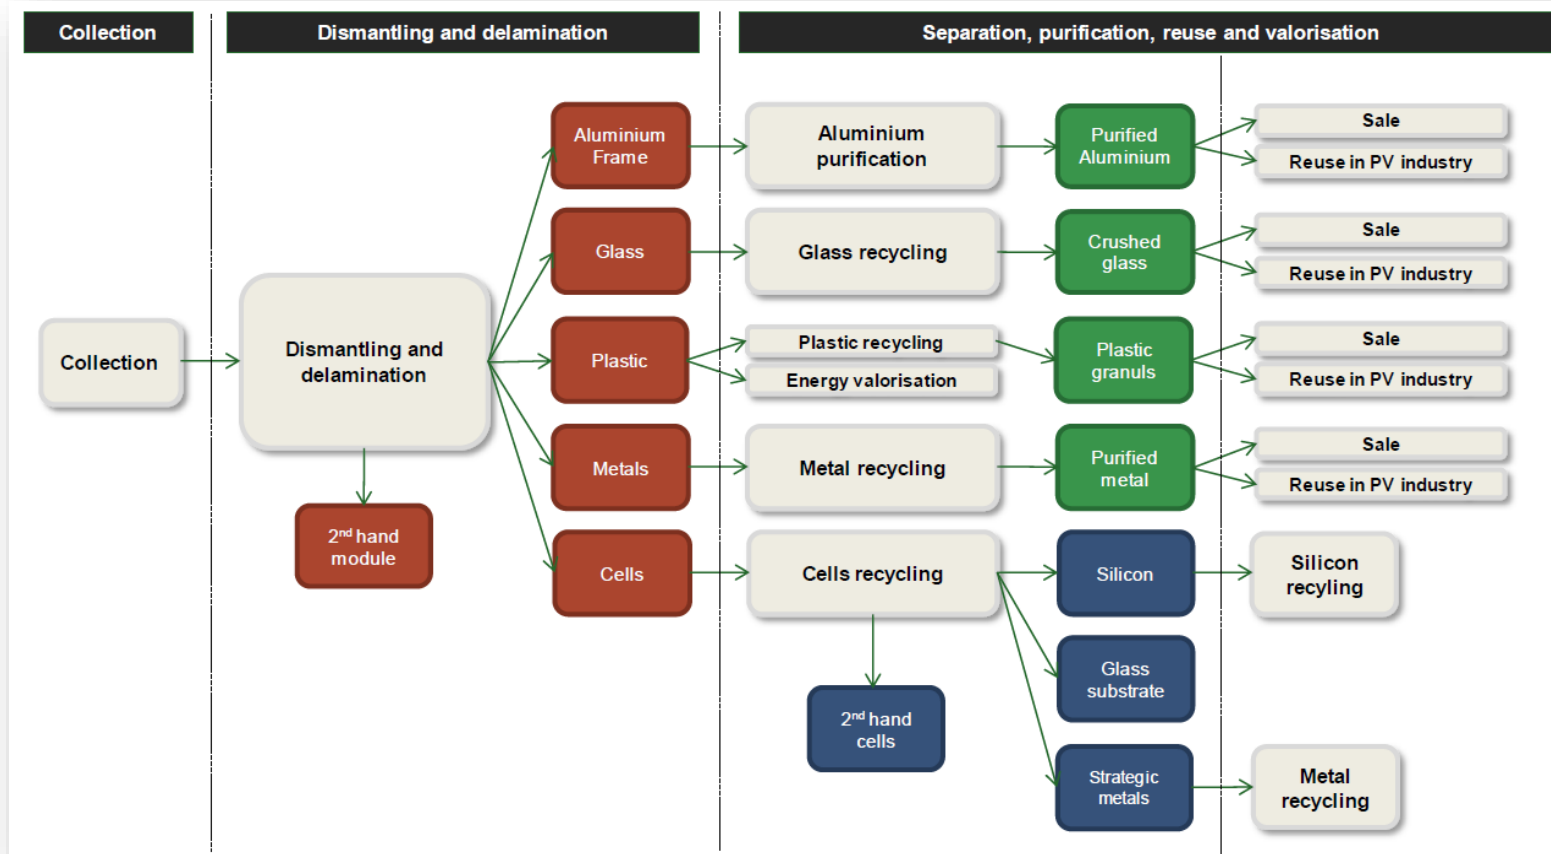 Collection
Dismantling and delamination
Separation, purification, reuse and valorisation
Collection
Dismantling and
delamination
2nd hand
module
Aluminium
Frame
Aluminium
purification
Purified
Aluminium
Sale
Reuse in PV industry
Glass
Glass recycling
Crushed
glass
Sale
Reuse in PV industry
Plastic
Plastic recycling
Energy valorisation
Plastic
granuls
Sale
Reuse in PV industry
Metals
Metal recycling
Purified
metal
Sale
Reuse in PV industry
Cells
Cells recycling
2nd hand
cells
Silicon
Silicon
recyling
Glass
substrate
Strategic
metals
Metal
recycling